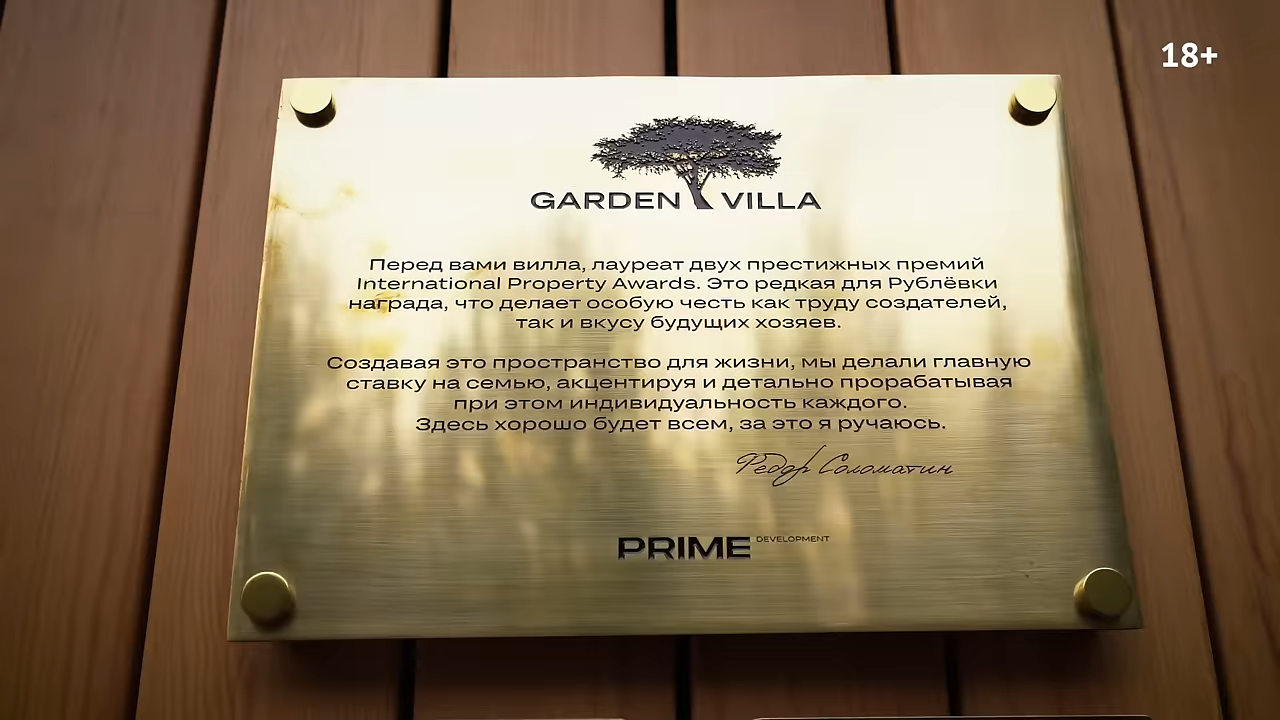 18+
GARDEN VILLA
Перед вами вилла, лауреат двух престижных премий
International Property Awards. Это редкая для Рублёвки
награда, что делает особую честь как труду создателей,
так и вкусу будущих хозяев.
Создавая это пространство для жизни, мы делали главную
ставку на семью, акцентируя и детально прорабатывая
при этом индивидуальность каждого.
Здесь хорошо будет всем, за это я ручаюсь.
Федор Соломатин
PRIME DEVELOPMENT